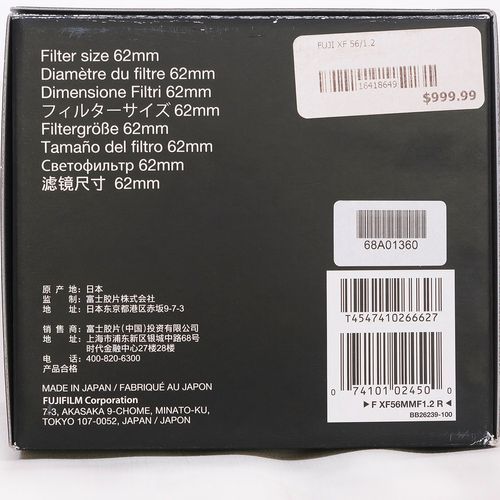 Filter size 62mm
Diamètre du filtre 62mm
Dimensione Filtri 62mm
フィルターサイズ 62mm
Filtergröße 62mm
Tamaño del filtro 62mm
Светофильтр 62mm
滤镜尺寸 62mm
FUJI XF 56/1.2
16418649
$999.99
68A01360
原产地: 日本
监制: 富士胶片株式会社
地址: 日本东京都港区赤坂9-7-3
销售商: 富士胶片(中国)投资有限公司
地址: 上海市浦东新区银城中路68号
时代金融中心27楼28楼
电话: 400-820-6300
产品合格
MADE IN JAPAN / FABRIQUÉ AU JAPON
FUJIFILM Corporation
7-3, AKASAKA 9-CHOME, MINATO-KU,
TOKYO 107-0052, JAPAN / JAPON
T4547410266627
0 74101 02450 0
▶F XF56MMF1.2 R◀
BB26239-100